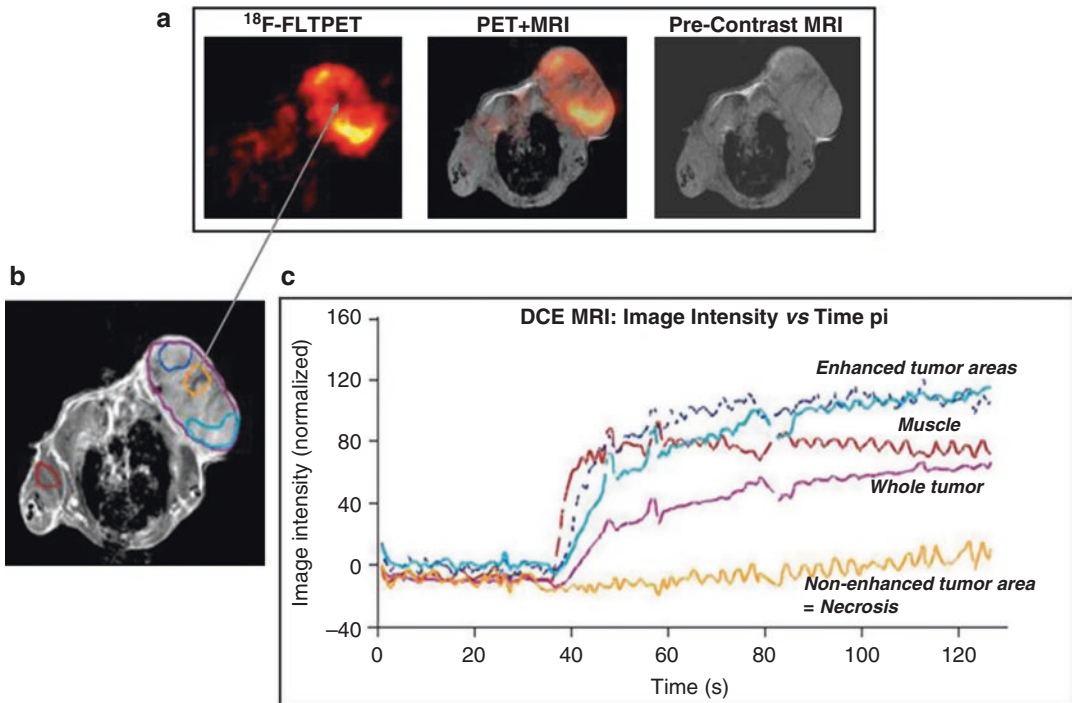 a
¹⁸F-FLTPET
PET+MRI
Pre-Contrast MRI
b
c
DCE MRI: Image Intensity vs Time pi
Image intensity (normalized)
160
120
80
40
0
–40
Enhanced tumor areas
Muscle
Whole tumor
Non-enhanced tumor area
= Necrosis
0
20
40
60
80
100
120
Time (s)